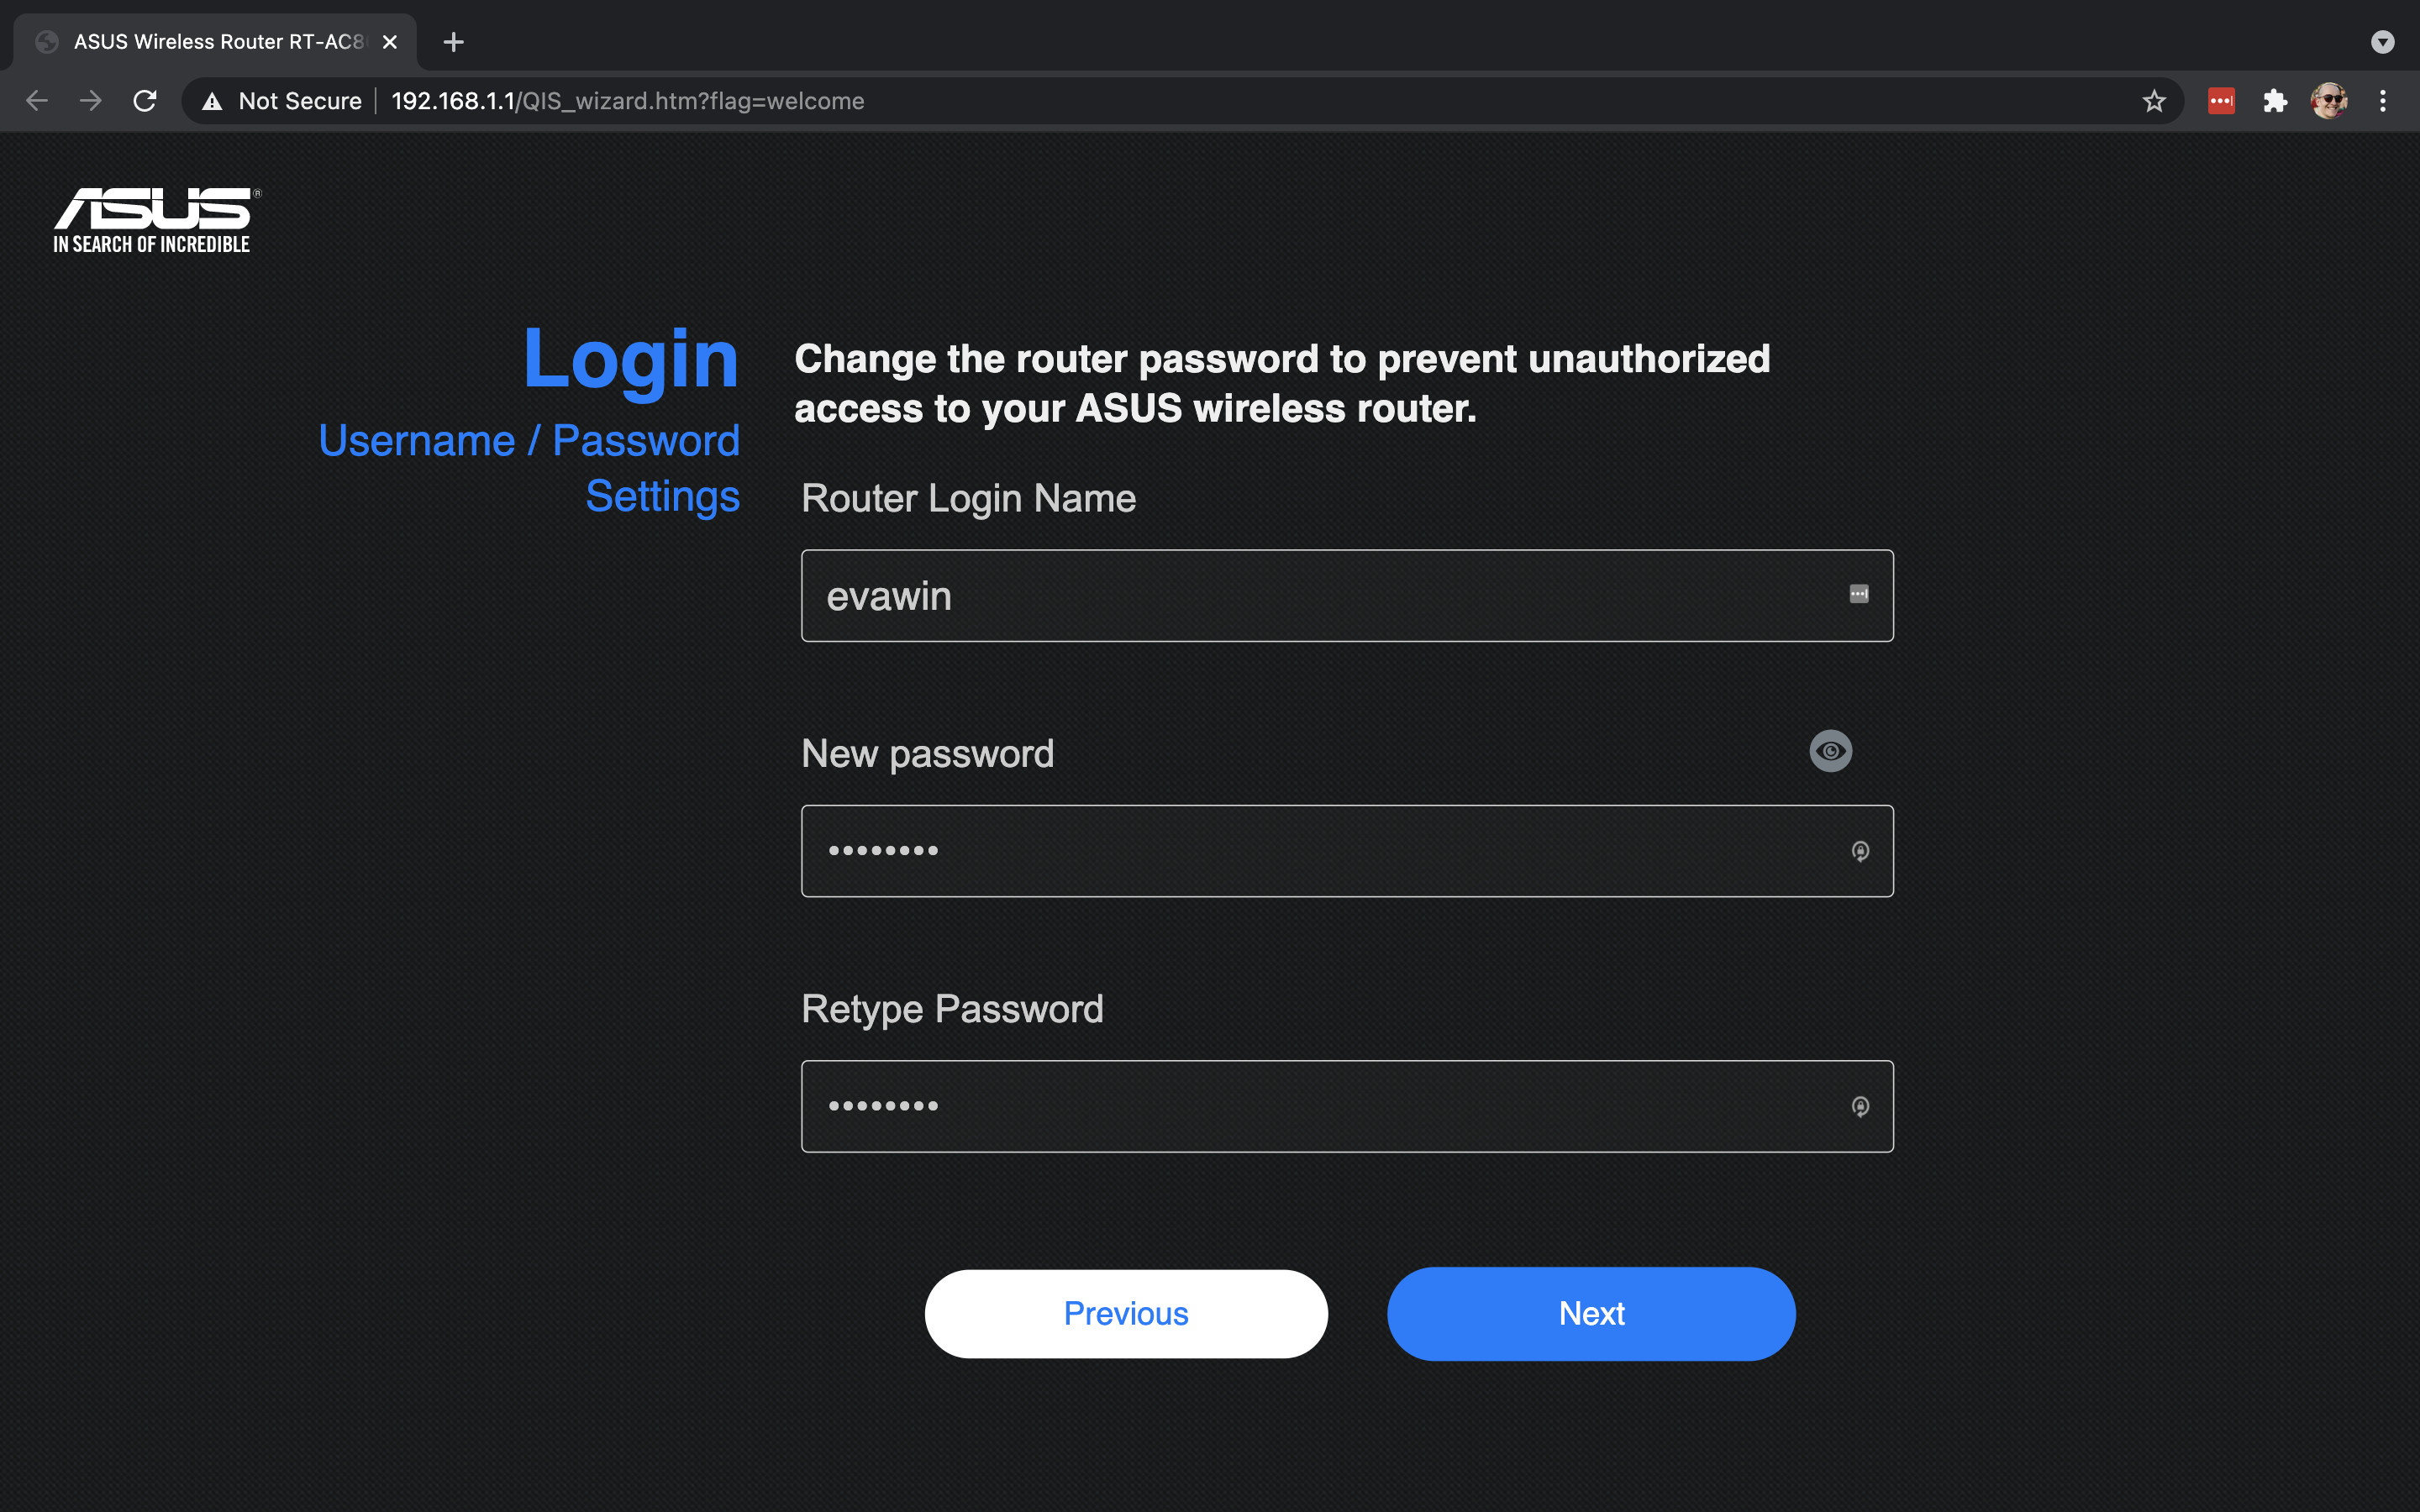 ASUS Wireless Router RT-AC8
Not Secure
192.168.1.1/QIS_wizard.htm?flag=welcome
ASUS®
IN SEARCH OF INCREDIBLE
Login
Username / Password
Settings
Change the router password to prevent unauthorized
access to your ASUS wireless router.
Router Login Name
evawin
New password
••••••••
Retype Password
••••••••
Previous
Next